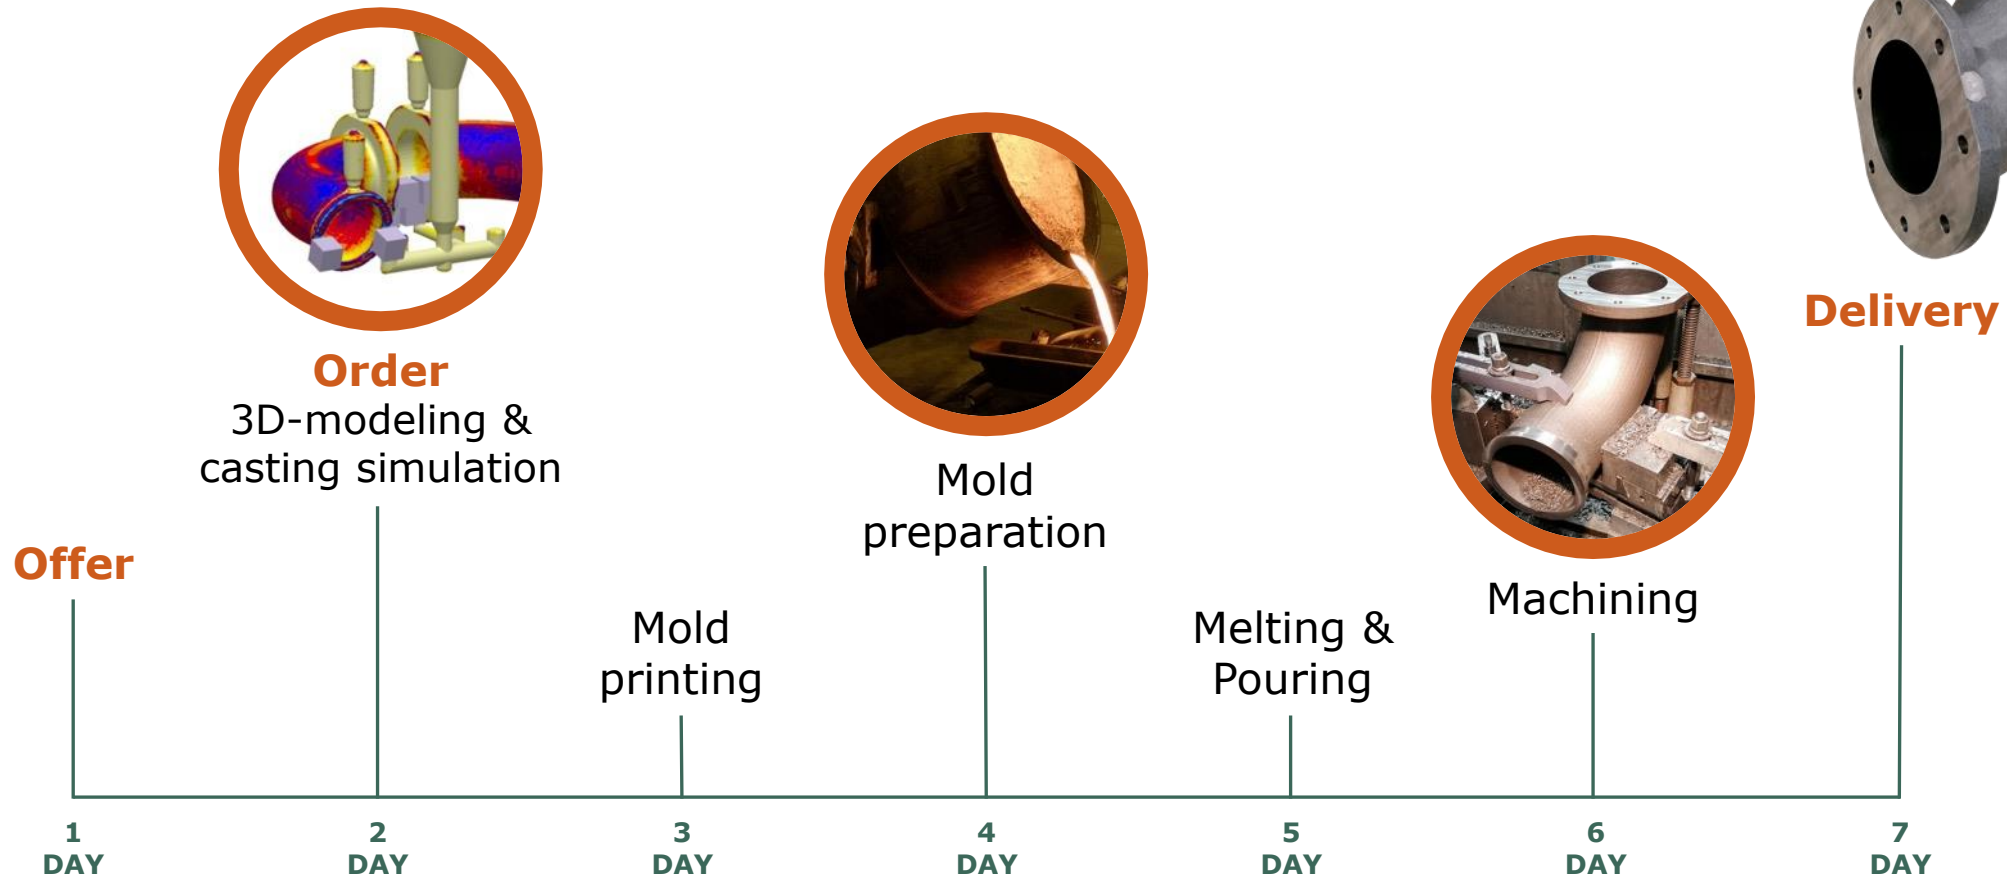 Offer
Order
3D-modeling &
casting simulation
Mold
printing
Mold
preparation
Melting &
Pouring
Machining
Delivery
1
DAY
2
DAY
3
DAY
4
DAY
5
DAY
6
DAY
7
DAY